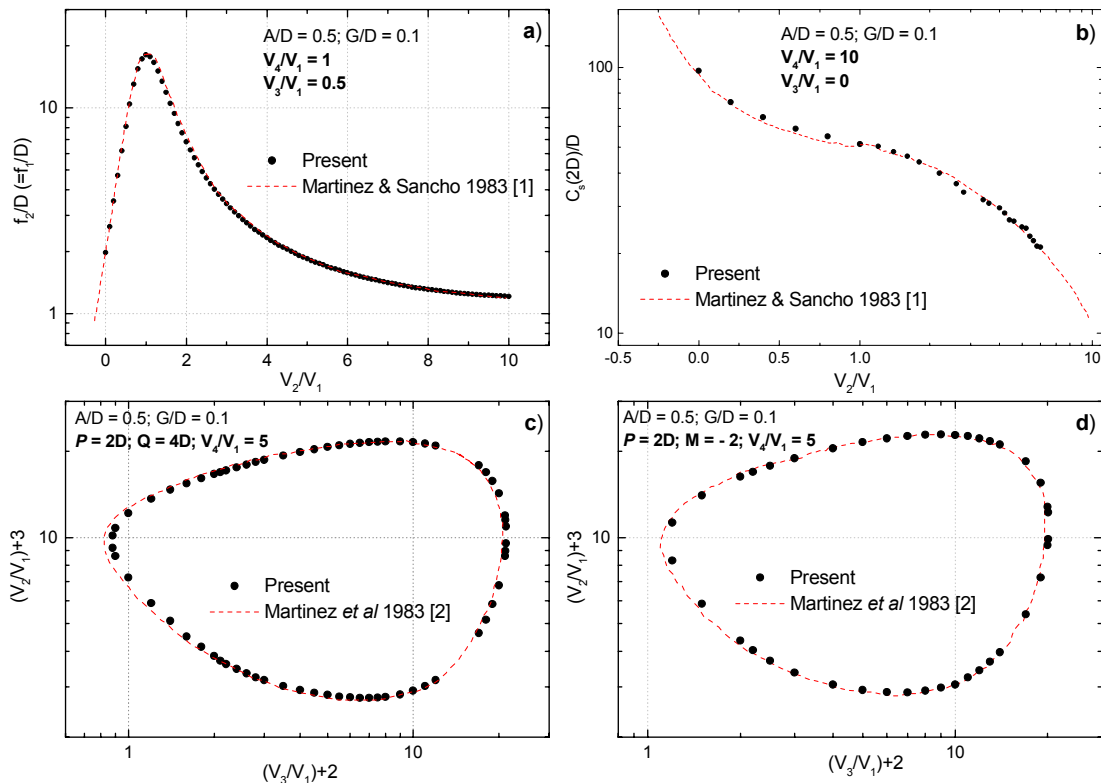 a)
A/D = 0.5; G/D = 0.1
V4/V1 = 1
V3/V1 = 0.5
Present
Martinez & Sancho 1983 [1]
10
1
f2/D (=f1/D)
0 2 4 6 8 10
V2/V1
b)
A/D = 0.5; G/D = 0.1
V4/V1 = 10
V3/V1 = 0
Present
Martinez & Sancho 1983 [1]
100
10
Cs(2D)/D
-0.5 0.0 0.5 1.0 10
V2/V1
c)
A/D = 0.5; G/D = 0.1
P = 2D; Q = 4D; V4/V1 = 5
Present
Martinez et al 1983 [2]
10
(V2/V1)+3
1 10
(V3/V1)+2
d)
A/D = 0.5; G/D = 0.1
P = 2D; M = - 2; V4/V1 = 5
Present
Martinez et al 1983 [2]
10
(V2/V1)+3
1 10
(V3/V1)+2